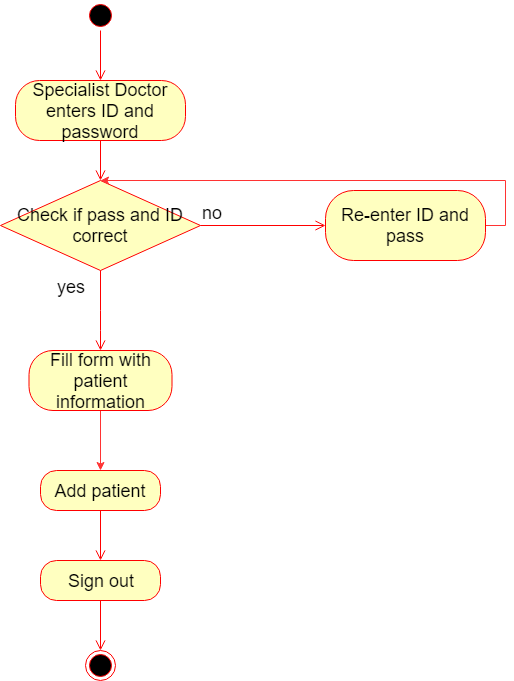 Specialist Doctor
enters ID and
password
Check if pass and ID
correct
no
Re-enter ID and
pass
yes
Fill form with
patient
information
Add patient
Sign out